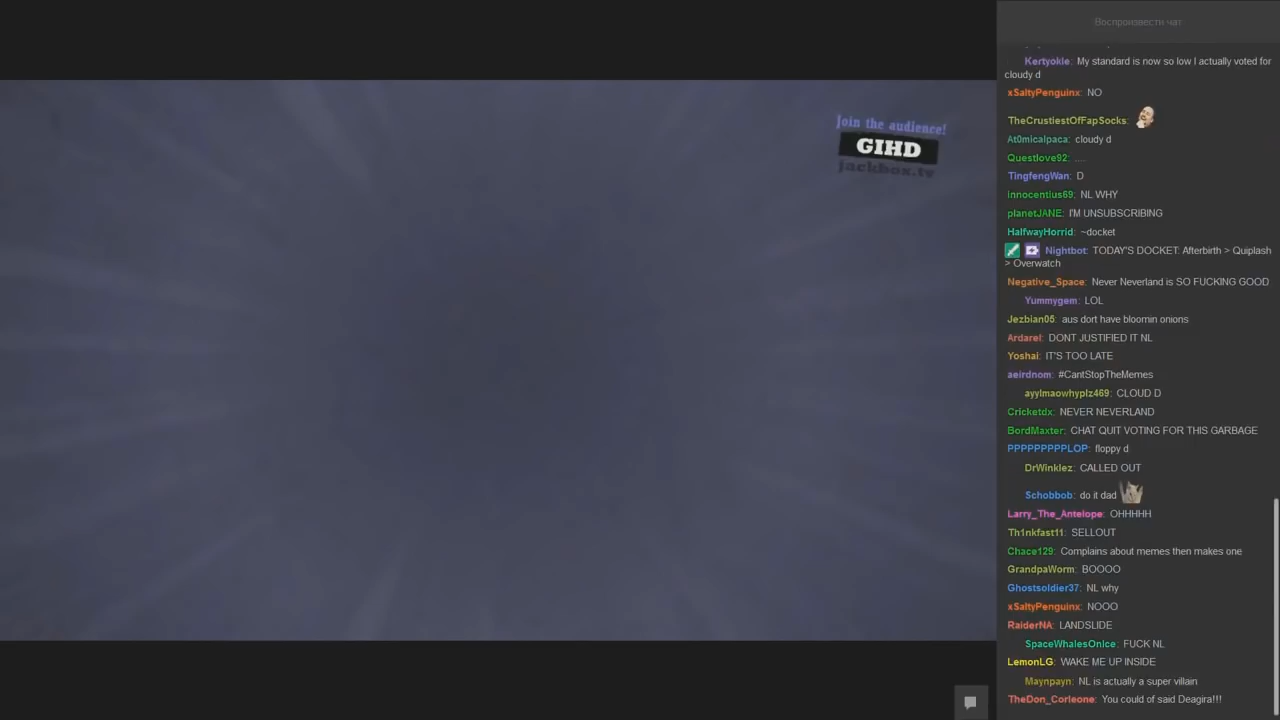 Join the audience!
GIHD
jackbox.tv
Воспроизвести чат
Kertyokie: My standard is now so low I actually voted for
cloudy d
xSaltyPenguinx: NO
TheCrustiestOfFapSocks:
At0micalpaca: cloudy d
Questlove92: ....
TingfengWan: D
innocentius69: NL WHY
planetJANE: I'M UNSUBSCRIBING
HalfwayHorrid: ~docket
Nightbot: TODAY'S DOCKET: Afterbirth > Quiplash
> Overwatch
Negative_Space: Never Neverland is SO FUCKING GOOD
Yummygem: LOL
Jezbian05: aus dort have bloomin onions
Ardarel: DONT JUSTIFIED IT NL
Yoshal: IT'S TOO LATE
aeirdnom: #CantStopTheMemes
ayylmaowhyplz469: CLOUD D
Cricketdx: NEVER NEVERLAND
BordMaxter: CHAT QUIT VOTING FOR THIS GARBAGE
PPPPPPPPPLOP: floppy d
DrWinklez: CALLED OUT
Schobbob: do it dad
Larry_The_Antelope: OHHHHH
Th1nkfast11: SELLOUT
Chace129: Complains about memes then makes one
GrandpaWorm: BOOOO
Ghostsoldier37: NL why
xSaltyPenguinx: NOOO
RaiderNA: LANDSLIDE
SpaceWhalesOnIce: FUCK NL
LemonLG: WAKE ME UP INSIDE
Maynpayn: NL is actually a super villain
TheDon_Corleone: You could of said Deagira!!!